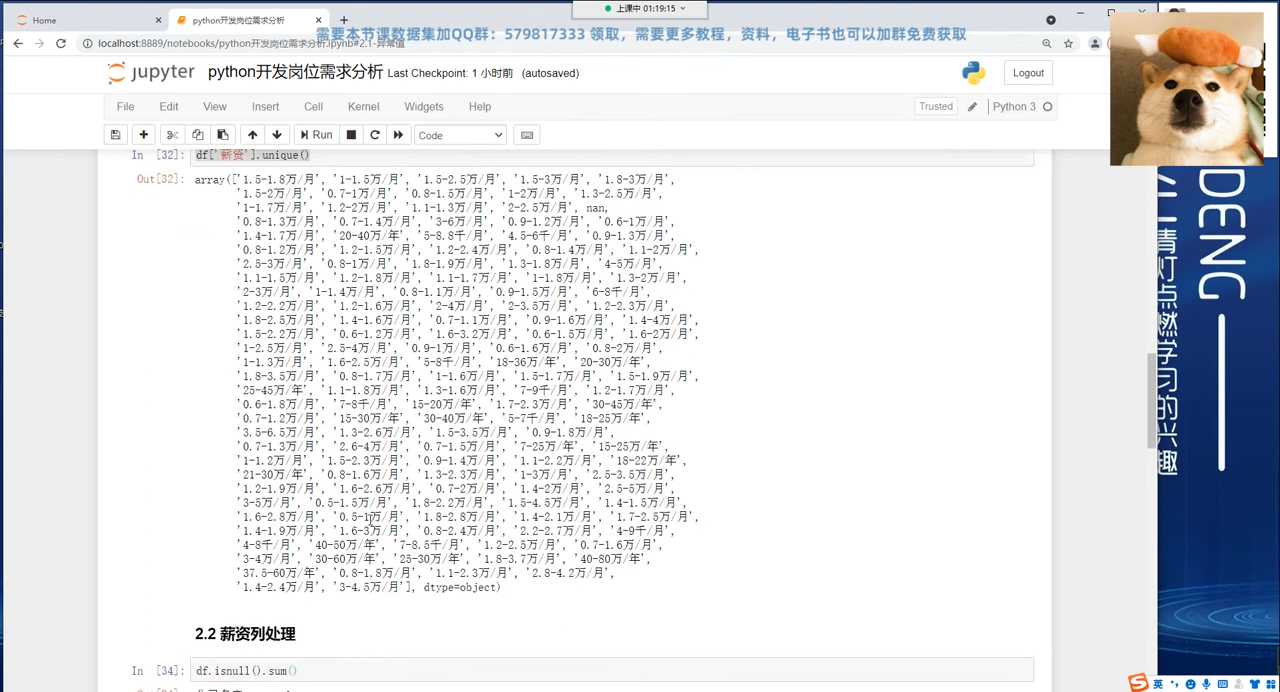 上课中 01:19:15
Home
python开发岗位需求分析
需要本节课数据集加QQ群：579817333 领取，需要更多教程，资料，电子书也可以加群免费获取
localhost:8889/notebooks/python开发岗位需求分析.ipynb#2.1-异常值
jupyter python开发岗位需求分析 Last Checkpoint: 1 小时前 (autosaved)
Logout
File Edit View Insert Cell Kernel Widgets Help
Trusted Python 3
Run Code
In [32]: df['薪资'].unique()
Out[32]: array(['1.5-1.8万/月', '1-1.5万/月', '1.5-2.5万/月', '1.5-3万/月', '1.8-3万/月',
'1.5-2万/月', '0.7-1万/月', '0.8-1.5万/月', '1-2万/月', '1.3-2.5万/月',
'1-1.7万/月', '1.2-2万/月', '1.1-1.3万/月', '2-2.5万/月', nan,
'0.8-1.3万/月', '0.7-1.4万/月', '3-6万/月', '0.9-1.2万/月', '0.6-1万/月',
'1.4-1.7万/月', '20-40万/年', '5-8.8千/月', '4.5-6千/月', '0.9-1.3万/月',
'0.8-1.2万/月', '1.2-1.5万/月', '1.2-2.4万/月', '0.8-1.4万/月', '1.1-2万/月',
'2.5-3万/月', '0.8-1万/月', '1.8-1.9万/月', '1.3-1.8万/月', '4-5万/月',
'1.1-1.5万/月', '1.2-1.8万/月', '1.1-1.7万/月', '1-1.8万/月', '1.3-2万/月',
'2-3万/月', '1-1.4万/月', '0.8-1.1万/月', '0.9-1.5万/月', '6-8千/月',
'1.2-2.2万/月', '1.2-1.6万/月', '2-4万/月', '2-3.5万/月', '1.2-2.3万/月',
'1.8-2.5万/月', '1.4-1.6万/月', '0.7-1.1万/月', '0.9-1.6万/月', '1.4-4万/月',
'1.5-2.2万/月', '0.6-1.2万/月', '1.6-3.2万/月', '0.6-1.5万/月', '1.6-2万/月',
'1-2.5万/月', '2.5-4万/月', '0.9-1万/月', '0.6-1.6万/月', '0.8-2万/月',
'1-1.3万/月', '1.6-2.5万/月', '5-8千/月', '18-36万/年', '20-30万/年',
'1.8-3.5万/月', '0.8-1.7万/月', '1-1.6万/月', '1.5-1.7万/月', '1.5-1.9万/月',
'25-45万/年', '1.1-1.8万/月', '1.3-1.6万/月', '7-9千/月', '1.2-1.7万/月',
'0.6-1.8万/月', '7-8千/月', '15-20万/年', '1.7-2.3万/月', '30-45万/年',
'0.7-1.2万/月', '15-30万/年', '30-40万/年', '5-7千/月', '18-25万/年',
'3.5-6.5万/月', '1.3-2.6万/月', '1.5-3.5万/月', '0.9-1.8万/月',
'0.7-1.3万/月', '2.6-4万/月', '0.7-1.5万/月', '7-25万/年', '15-25万/年',
'1-1.2万/月', '1.5-2.3万/月', '0.9-1.4万/月', '1.1-2.2万/月', '18-22万/年',
'21-30万/年', '0.8-1.6万/月', '1.3-2.3万/月', '1-3万/月', '2.5-3.5万/月',
'1.2-1.9万/月', '1.6-2.6万/月', '0.7-2万/月', '1.4-2万/月', '2.5-5万/月',
'3-5万/月', '0.5-1.5万/月', '1.8-2.2万/月', '1.5-4.5万/月', '1.4-1.5万/月',
'1.6-2.8万/月', '0.5-1万/月', '1.8-2.8万/月', '1.4-2.1万/月', '1.7-2.5万/月',
'1.4-1.9万/月', '1.6-3万/月', '0.8-2.4万/月', '2.2-2.7万/月', '4-9千/月',
'4-8千/月', '40-50万/年', '7-8.5千/月', '1.2-2.5万/月', '0.7-1.6万/月',
'3-4万/月', '30-60万/年', '25-30万/年', '1.8-3.7万/月', '40-80万/年',
'37.5-60万/年', '0.8-1.8万/月', '1.1-2.3万/月', '2.8-4.2万/月',
'1.4-2.4万/月', '3-4.5万/月'], dtype=object)
2.2 薪资列处理
In [34]: df.isnull().sum()
DENG
青灯点燃学习的兴趣
英